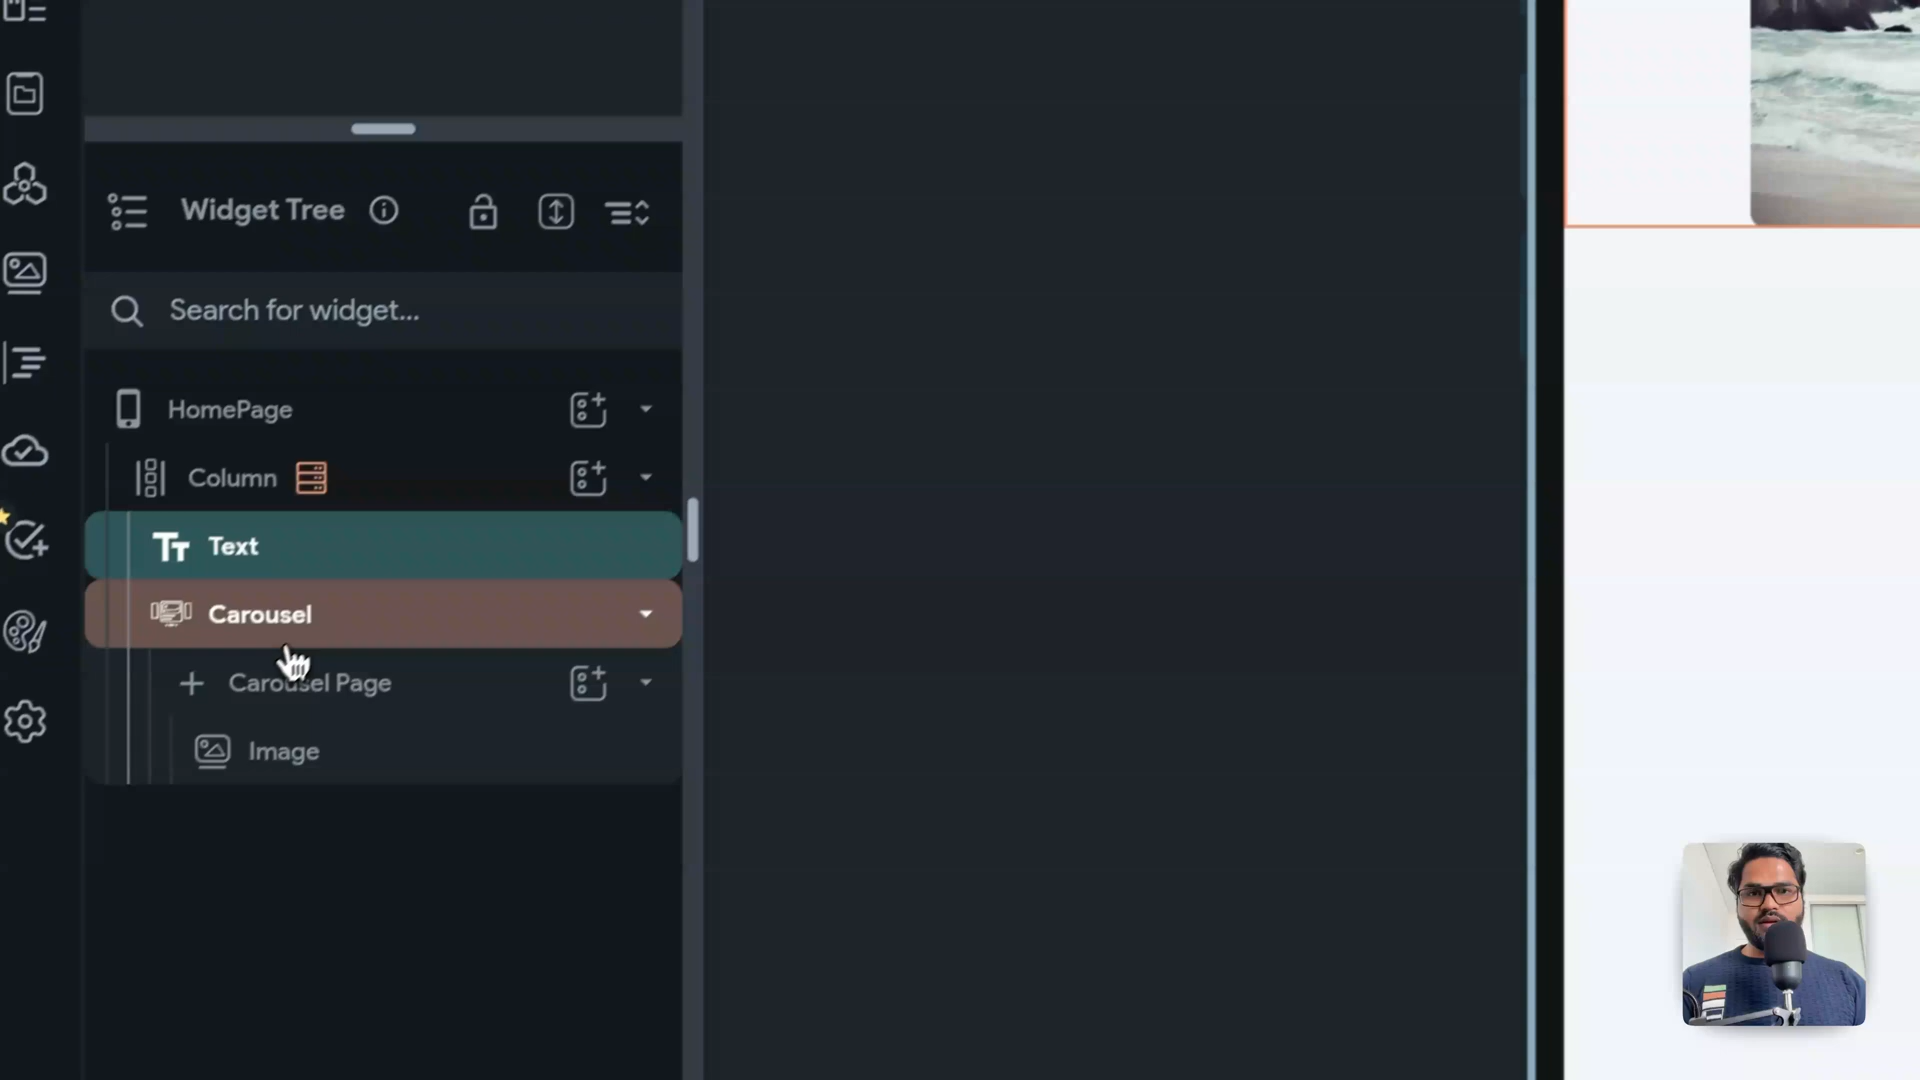 Widget Tree
Search for widget...
HomePage
Column
Text
Carousel
Carousel Page
Image